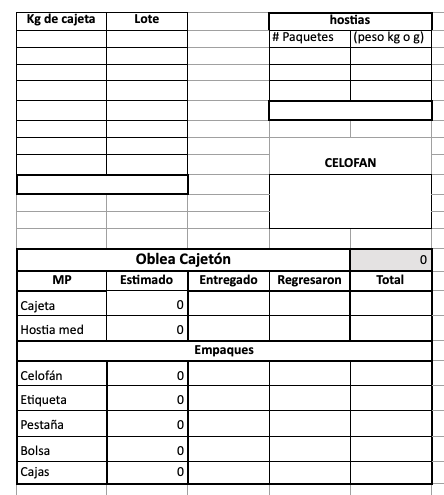 Kg de cajeta Lote hostias
# Paquetes (peso kg o g)
CELOFAN
Oblea Cajetón 0
MP Estimado Entregado Regresaron Total
Cajeta 0
Hostia med 0
Empaques
Celofán 0
Etiqueta 0
Pestaña 0
Bolsa 0
Cajas 0